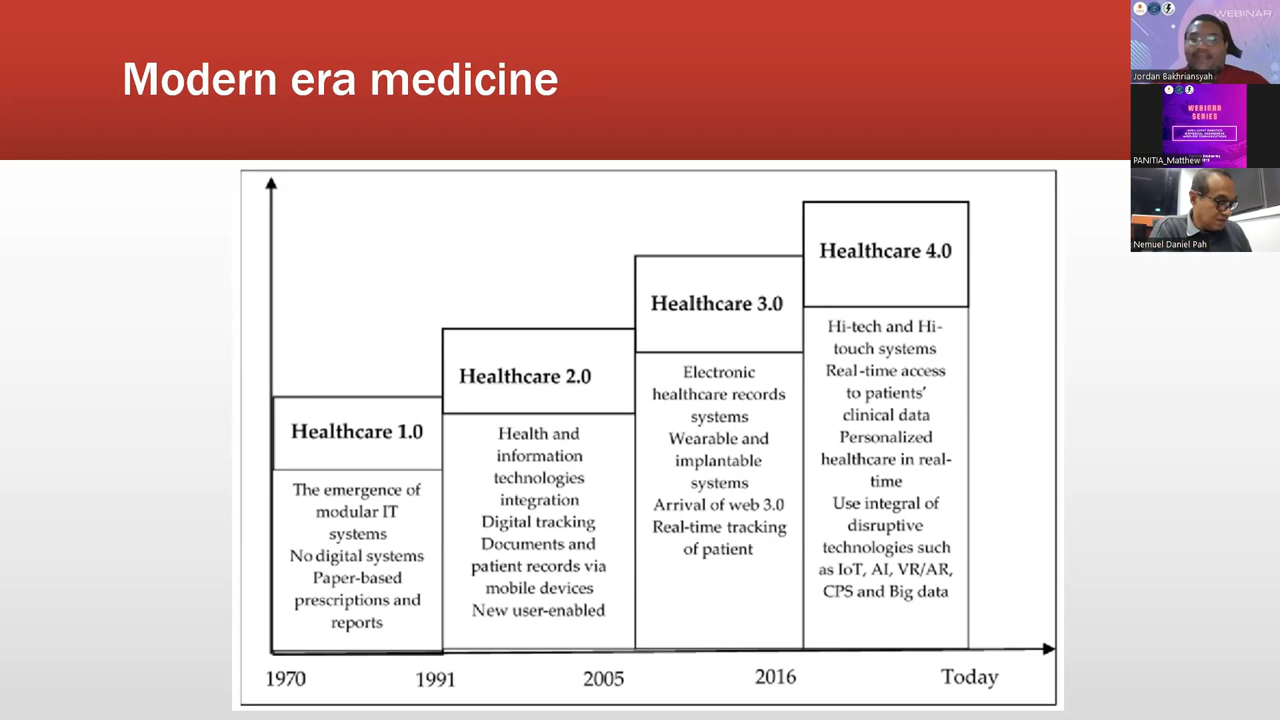 Modern era medicine
Healthcare 1.0
The emergence of
modular IT
systems
No digital systems
Paper-based
prescriptions and
reports
Healthcare 2.0
Health and
information
technologies
integration
Digital tracking
Documents and
patient records via
mobile devices
New user-enabled
Healthcare 3.0
Electronic
healthcare records
systems
Wearable and
implantable
systems
Arrival of web 3.0
Real-time tracking
of patient
Healthcare 4.0
Hi-tech and Hi-
touch systems
Real-time access
to patients'
clinical data
Personalized
healthcare in real-
time
Use integral of
disruptive
technologies such
as IoT, AI, VR/AR,
CPS and Big data
1970
1991
2005
2016
Today
WEBINAR
Jordan Bakhriansyah
WEBINAR
SERIES
PANITIA_Matthew
Nemuel Daniel Pah